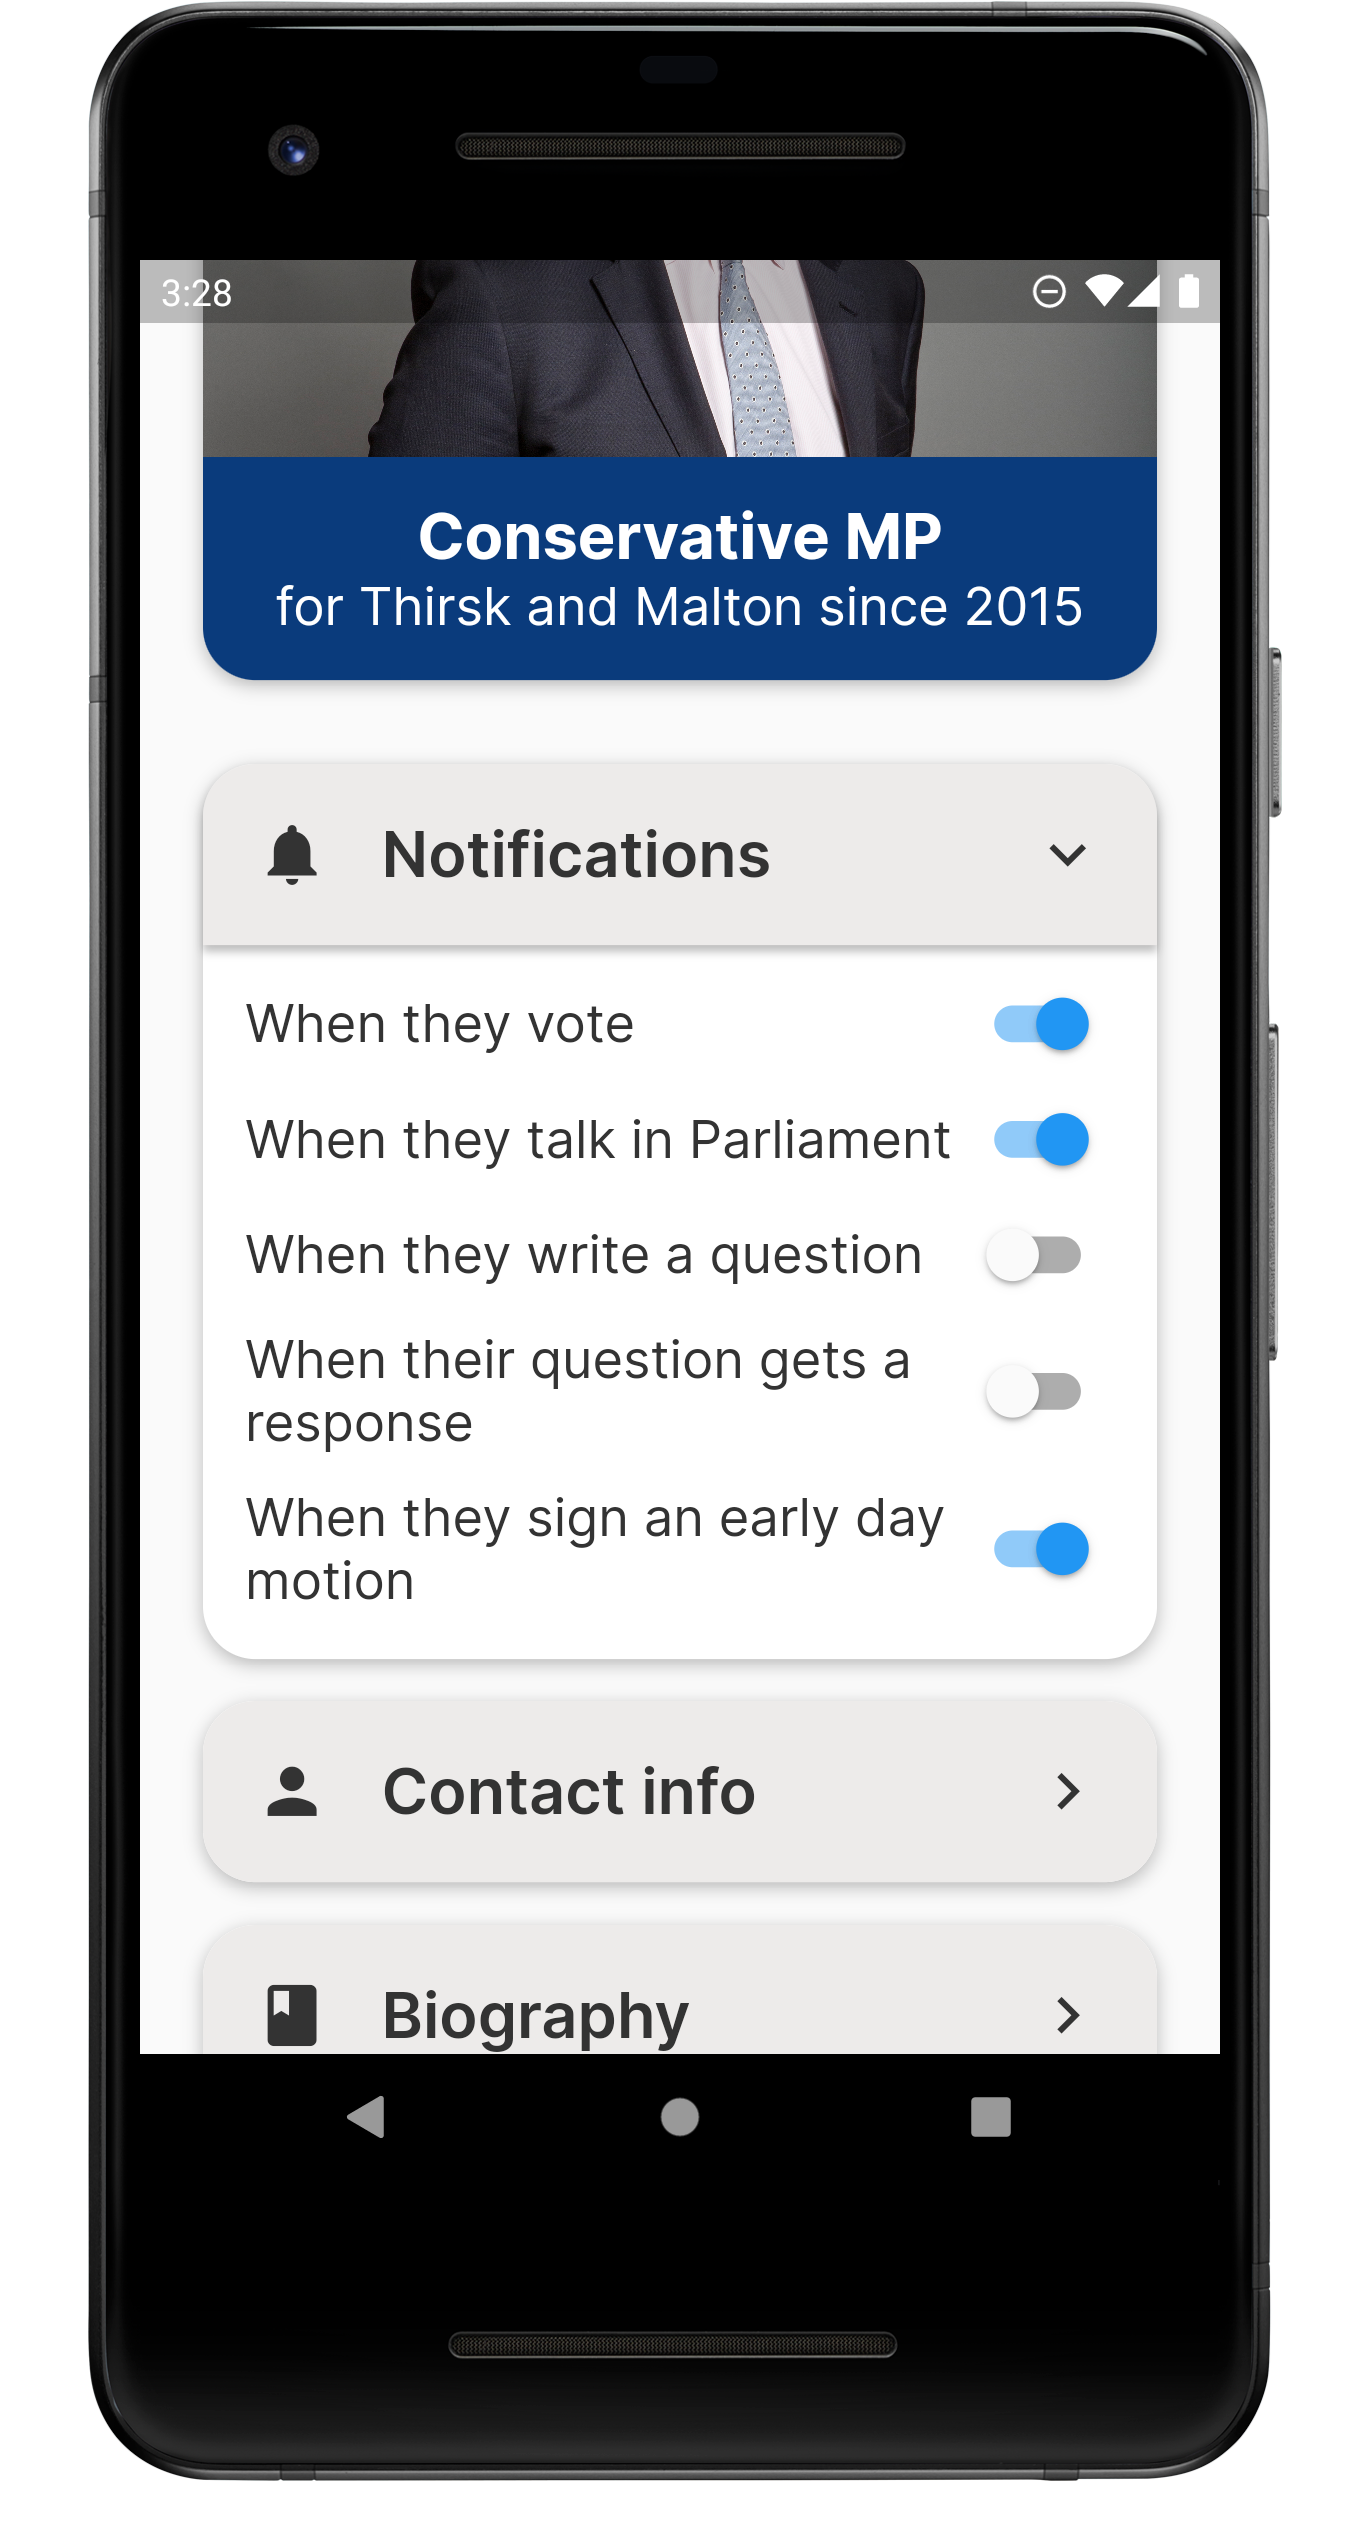 3:28
Conservative MP
for Thirsk and Malton since 2015
Notifications
When they vote
When they talk in Parliament
When they write a question
When their question gets a
response
When they sign an early day
motion
Contact info
Biography